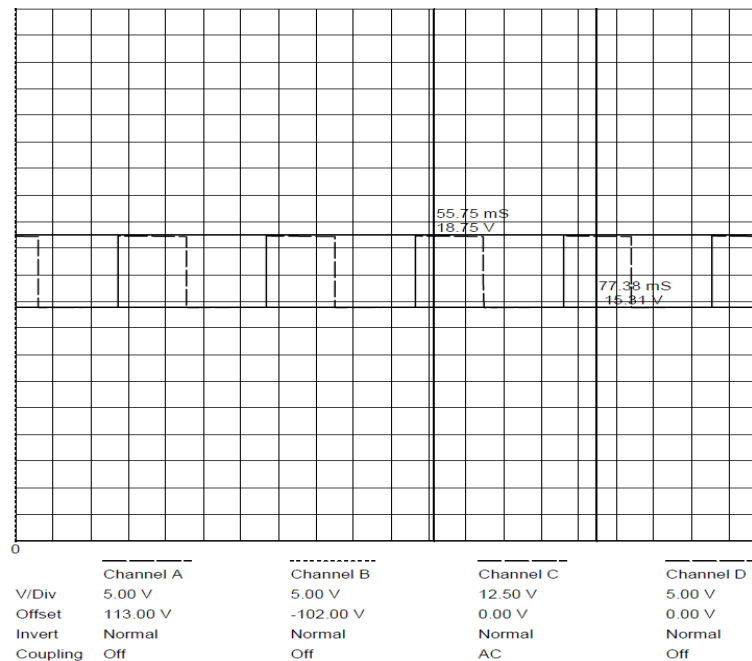 55.75 mS
18.75 V
77.38 mS
15.31 V
0
Channel A Channel B Channel C Channel D
V/Div 5.00 V 5.00 V 12.50 V 5.00 V
Offset 113.00 V -102.00 V 0.00 V 0.00 V
Invert Normal Normal Normal Normal
Coupling Off Off AC Off